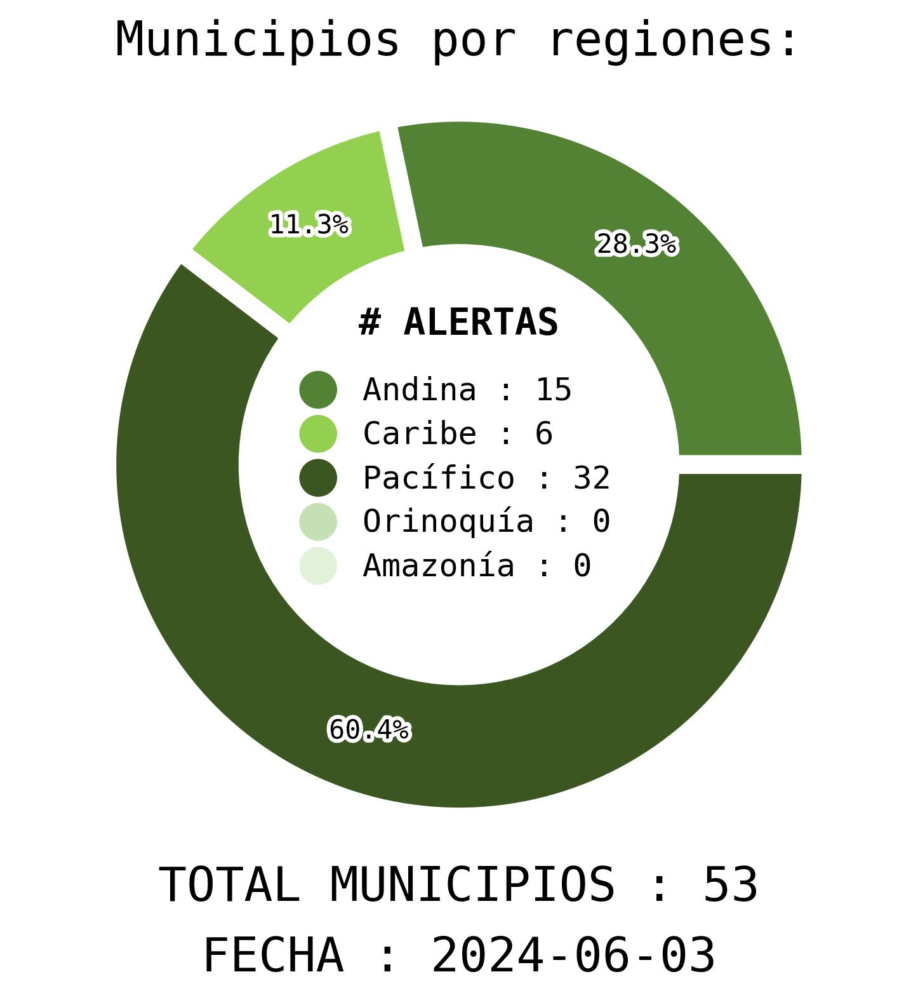 Municipios por regiones:
11.3%
28.3%
# ALERTAS
Andina : 15
Caribe : 6
Pacífico : 32
Orinoquía : 0
Amazonía : 0
60.4%
TOTAL MUNICIPIOS : 53
FECHA : 2024-06-03